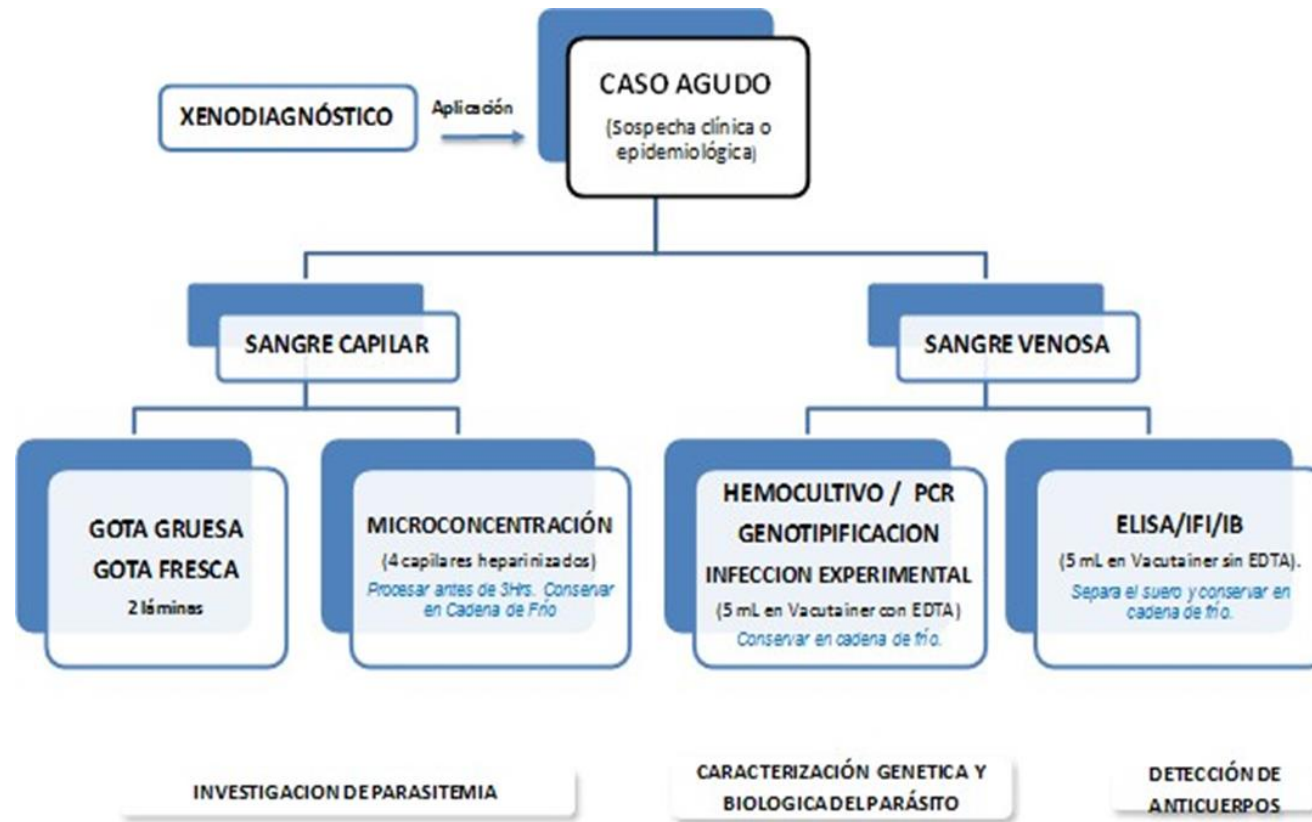 XENODIAGNÓSTICO
Aplicación
CASO AGUDO
(Sospecha clínica o
epidemiológica)
SANGRE CAPILAR
SANGRE VENOSA
GOTA GRUESA
GOTA FRESCA
2 láminas
MICROCONCENTRACIÓN
(4 capilares heparinizados)
Procesar antes de 3Hrs. Conservar
en Cadena de Frío
HEMOCULTIVO / PCR
GENOTIPIFICACION
INFECCION EXPERIMENTAL
(5 mL en Vacutainer con EDTA)
Conservar en cadena de frío.
ELISA/IFI/IB
(5 mL en Vacutainer sin EDTA).
Separa el suero y conservar en
cadena de frío.
INVESTIGACION DE PARASITEMIA
CARACTERIZACIÓN GENETICA Y
BIOLOGICA DEL PARÁSITO
DETECCIÓN DE
ANTICUERPOS